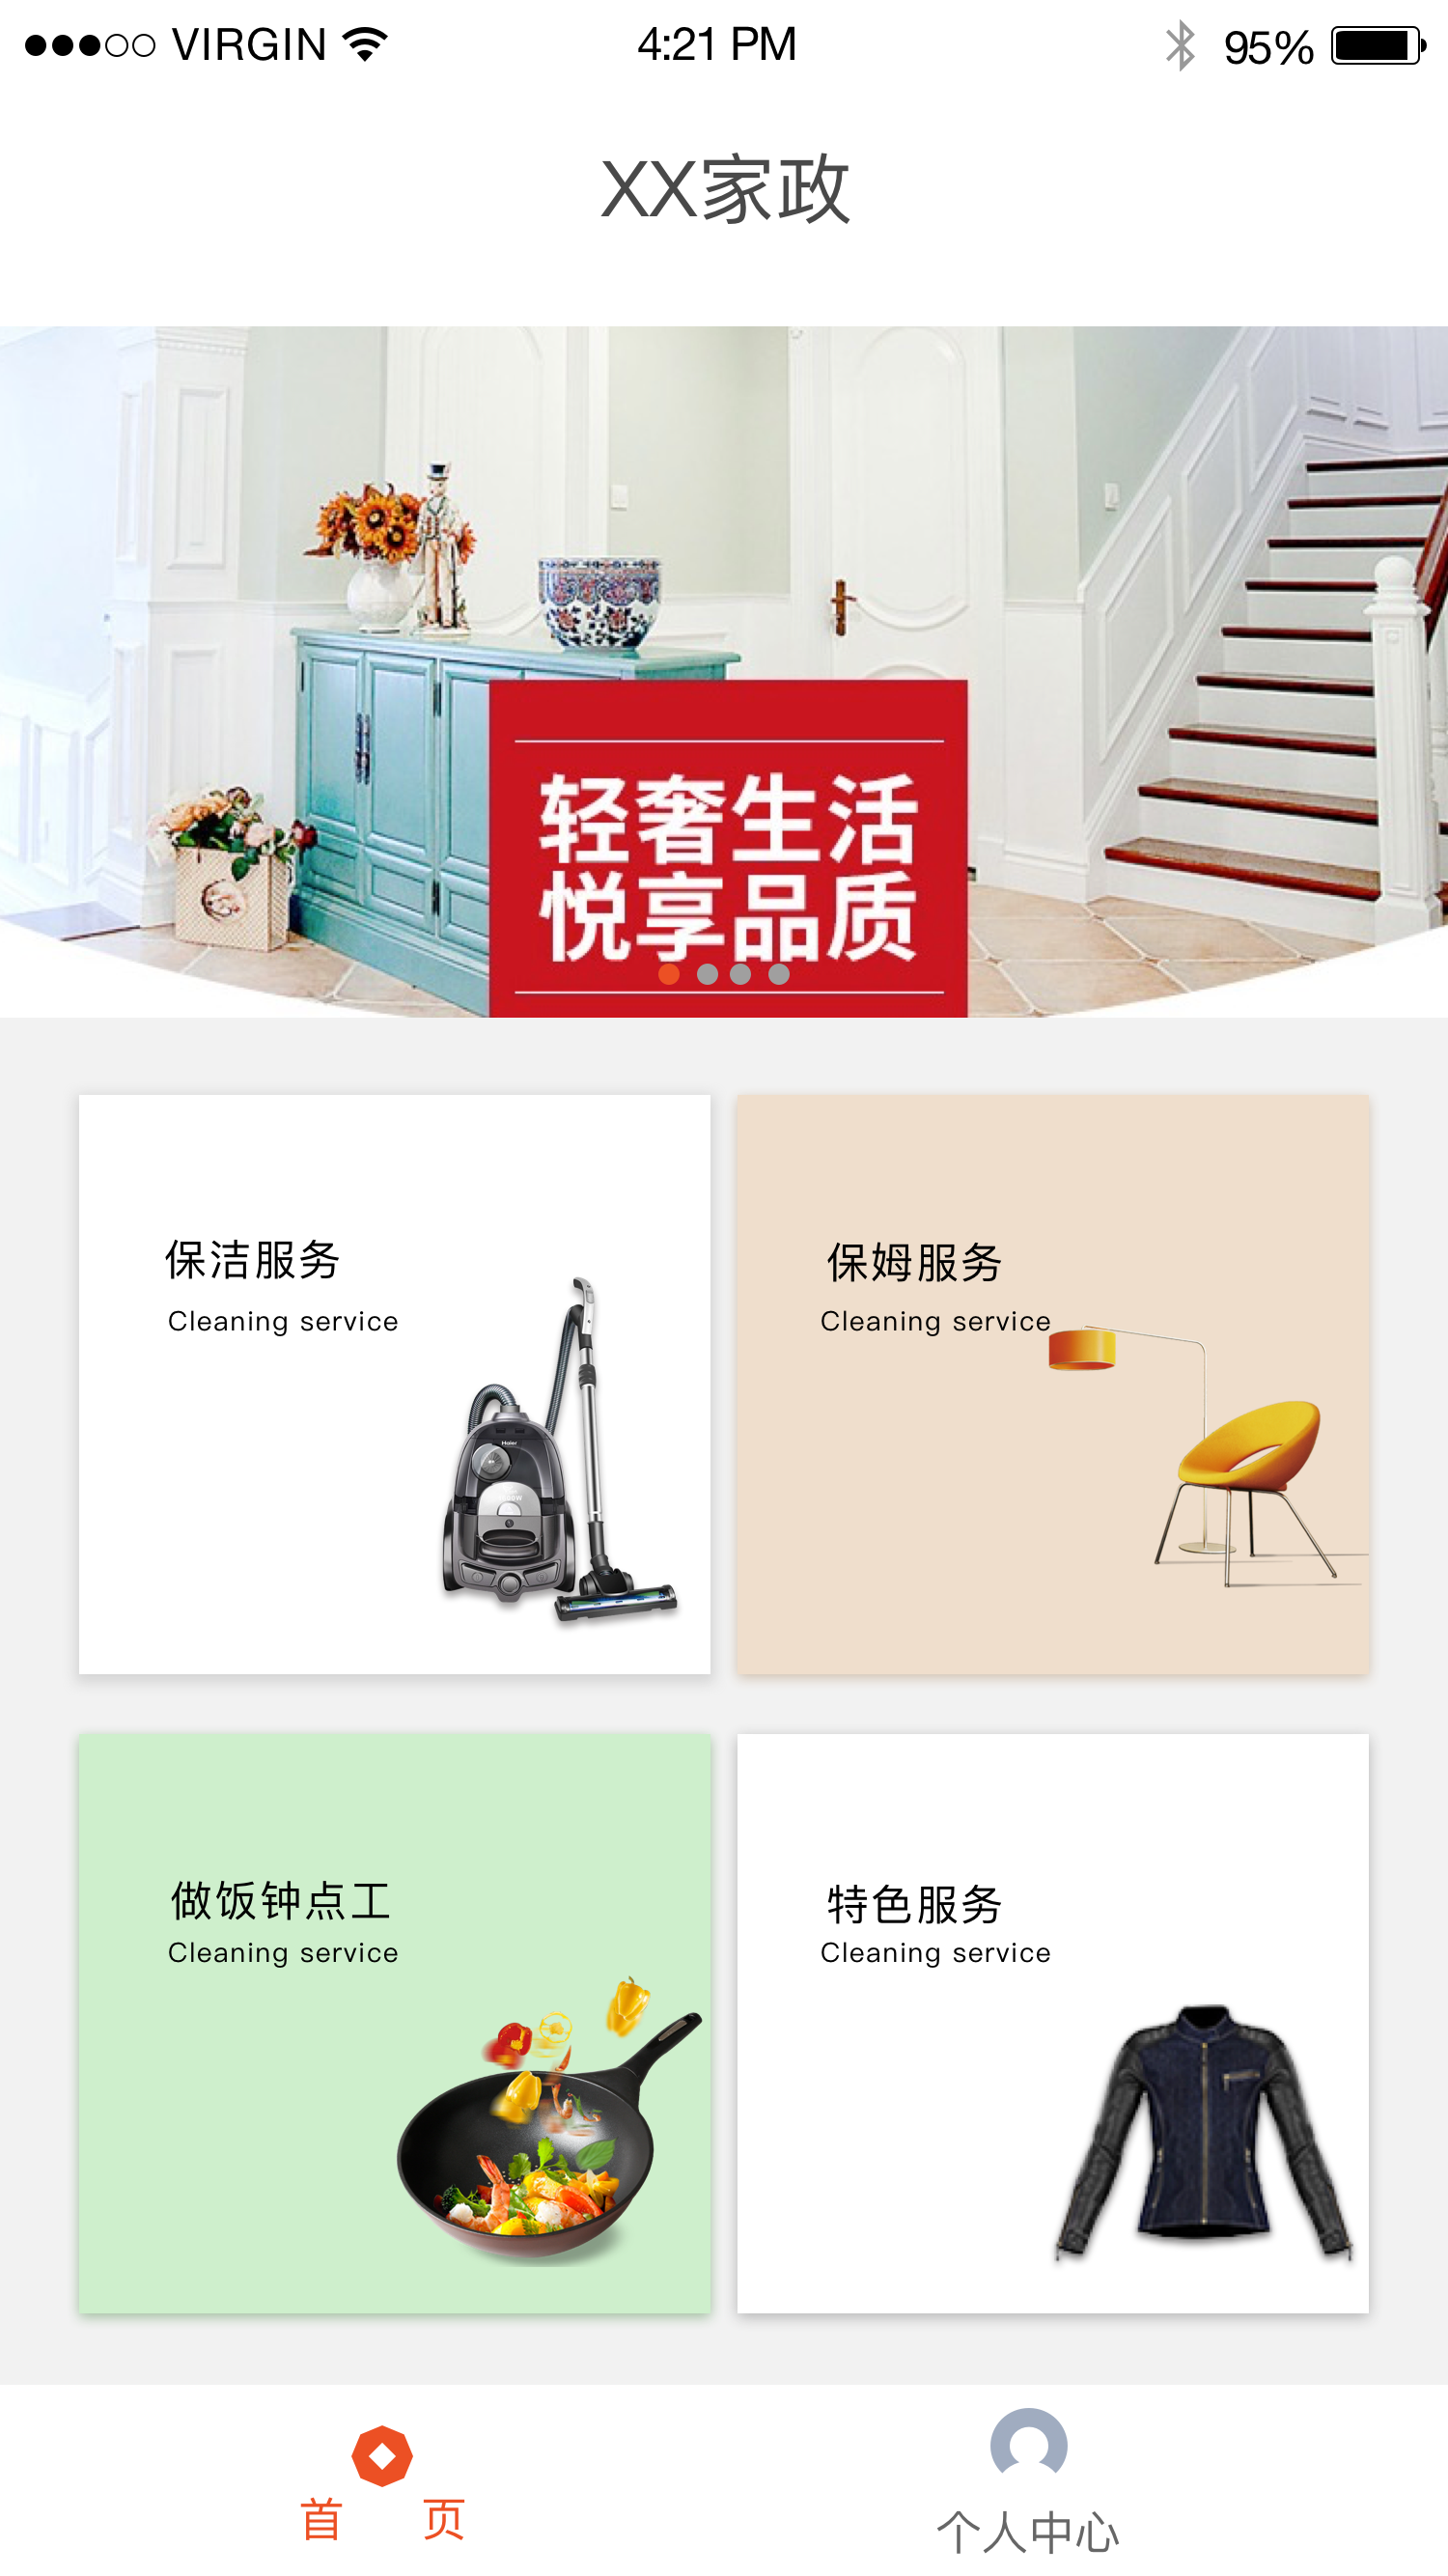 VIRGIN 4:21 PM 95%
XX家政
轻奢生活
悦享品质
保洁服务
Cleaning service
保姆服务
Cleaning service
Haier
做饭钟点工
Cleaning service
特色服务
Cleaning service
首 页
个人中心